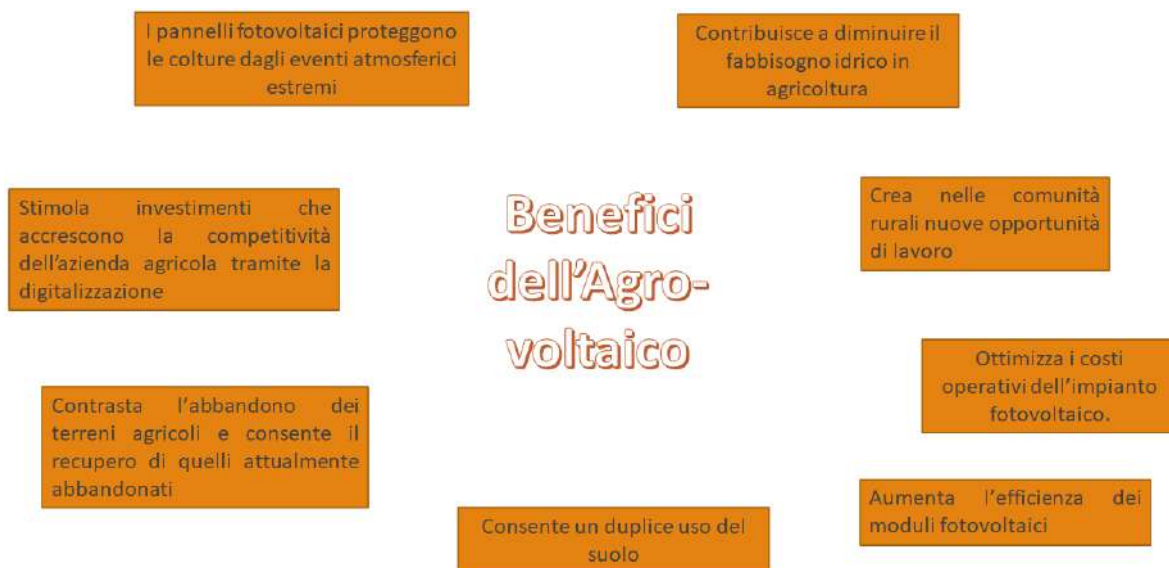 I pannelli fotovoltaici proteggono
le colture dagli eventi atmosferici
estremi
Contribuisce a diminuire il
fabbisogno idrico in
agricoltura
Stimola investimenti che
accrescono la competitività
dell'azienda agricola tramite la
digitalizzazione
Benefici
dell'Agro-
voltaico
Crea nelle comunità
rurali nuove opportunità
di lavoro
Ottimizza i costi
operativi dell'impianto
fotovoltaico.
Contrasta l'abbandono dei
terreni agricoli e consente il
recupero di quelli attualmente
abbandonati
Aumenta l'efficienza dei
moduli fotovoltaici
Consente un duplice uso del
suolo